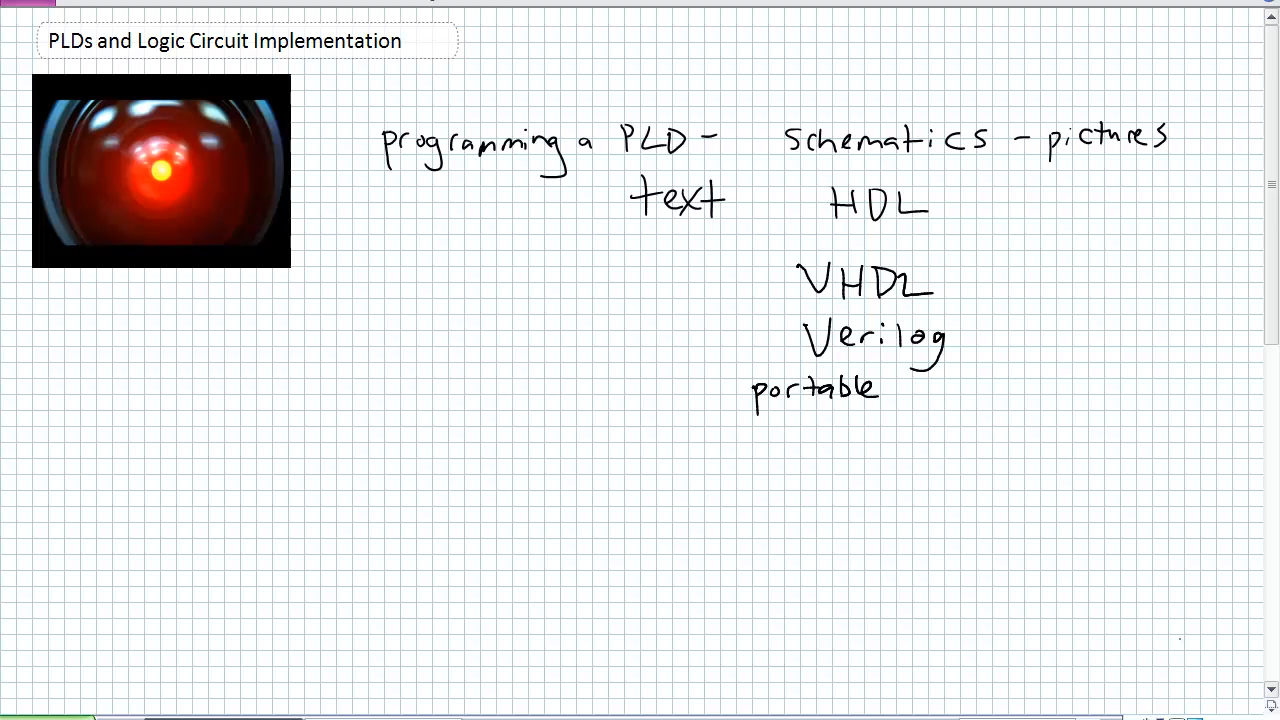 PLDs and Logic Circuit Implementation
programming a PLD - schematics - pictures
text HDL
VHDL
Verilog
portable